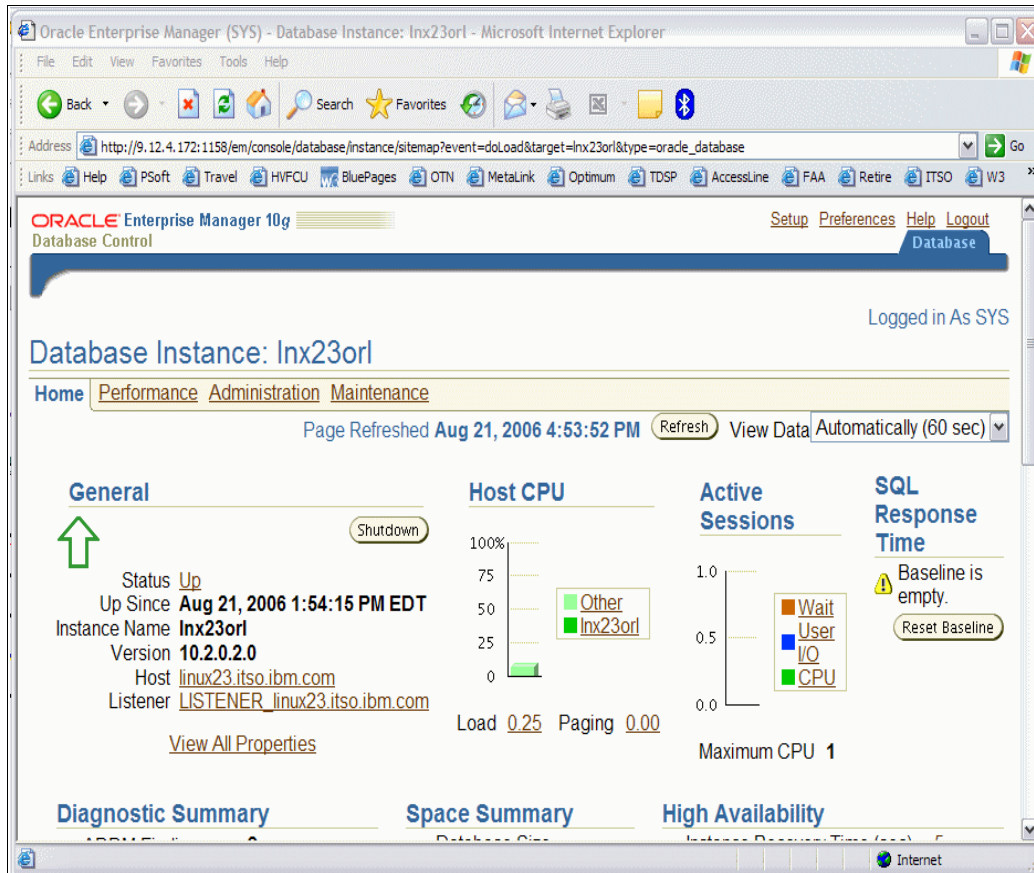 Oracle Enterprise Manager (SYS) - Database Instance: lnx23orl - Microsoft Internet Explorer
File Edit View Favorites Tools Help
Back Search Favorites
Address http://9.12.4.172:1158/em/console/database/instance/sitemap?event=doLoad&target=lnx23orl&type=oracle_database Go
Links Help PSoft Travel HVFCU BluePages OTN MetaLink Optimum TDSP AccessLine FAA Retire ITSO W3 »
ORACLE Enterprise Manager 10g
Database Control
Setup Preferences Help Logout
Database
Logged in As SYS
Database Instance: lnx23orl
Home Performance Administration Maintenance
Page Refreshed Aug 21, 2006 4:53:52 PM Refresh View Data Automatically (60 sec)
General
Shutdown
Status Up
Up Since Aug 21, 2006 1:54:15 PM EDT
Instance Name lnx23orl
Version 10.2.0.2.0
Host linux23.itso.ibm.com
Listener LISTENER_linux23.itso.ibm.com
View All Properties
Host CPU
100%
75
50
25
0
Other
lnx23orl
Load 0.25 Paging 0.00
Active Sessions
1.0
0.5
0.0
Wait
User I/O
CPU
Maximum CPU 1
SQL Response Time
Baseline is empty.
Reset Baseline
Diagnostic Summary
Space Summary
High Availability
Internet